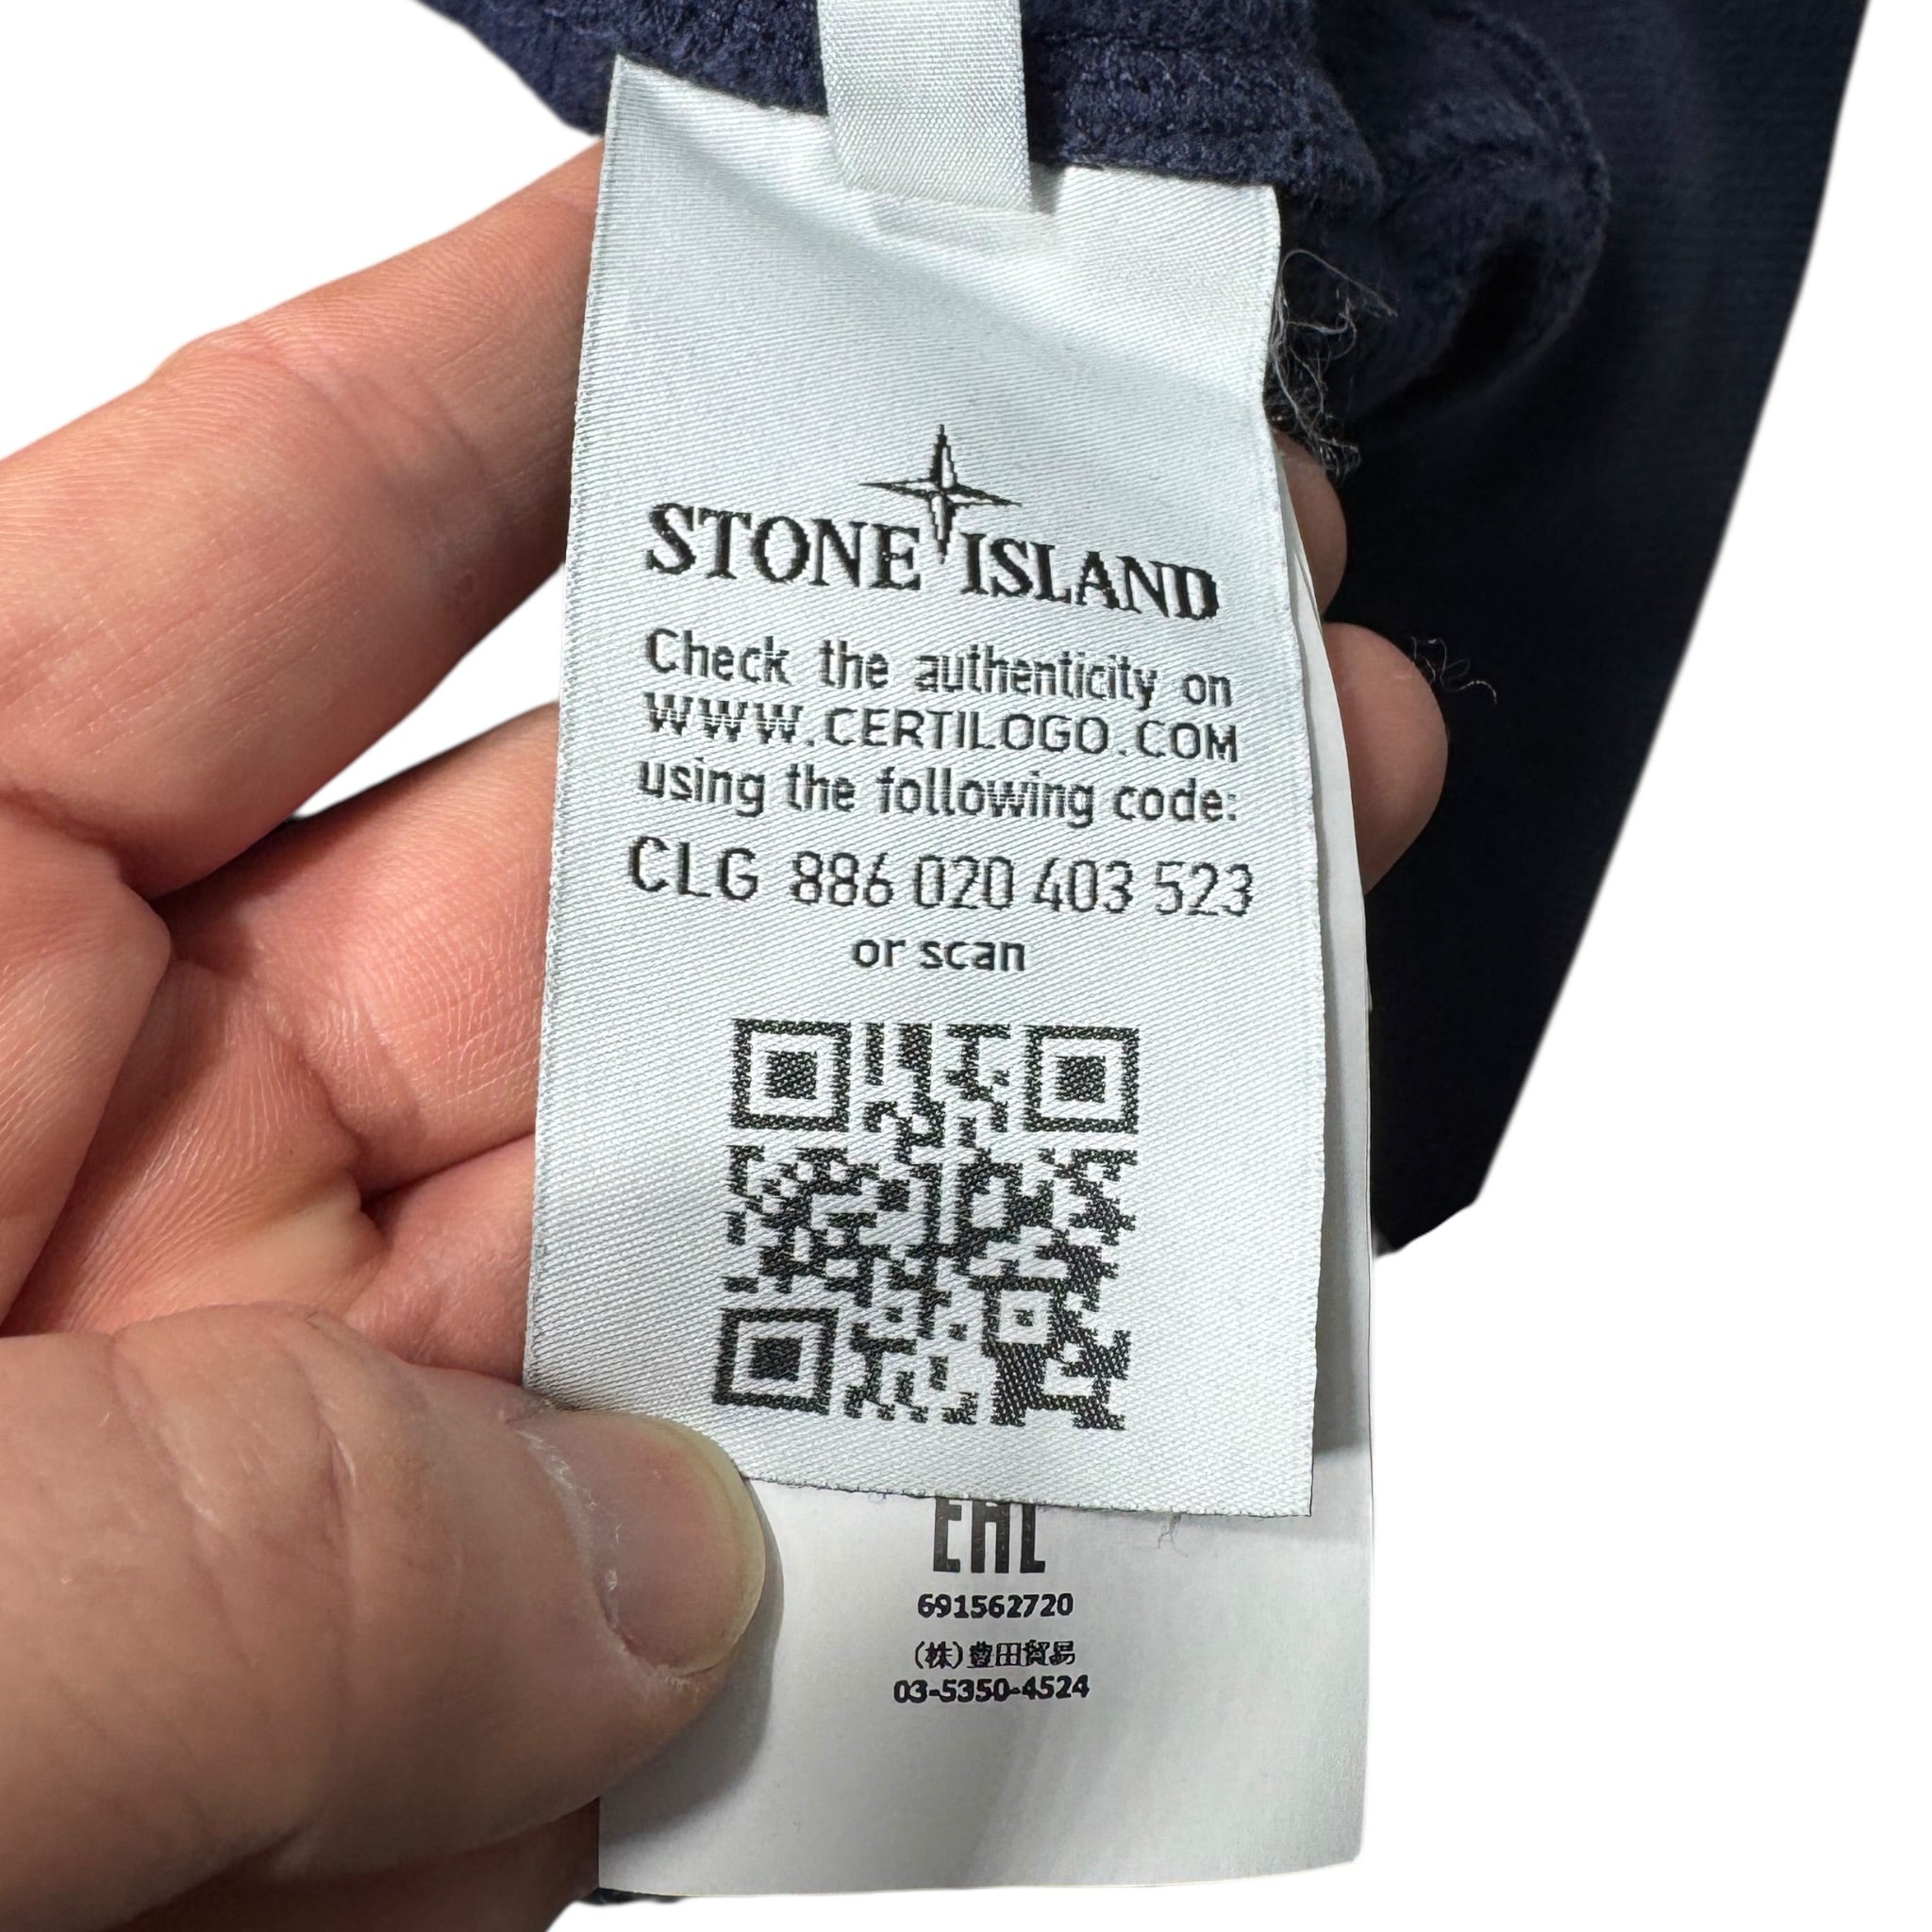 STONE ISLAND
Check the authenticity on
WWW.CERTILOGO.COM
using the following code:
CLG 886 020 403 523
or scan
EAC
691562720
(株)豊田貿易
03-5350-4524